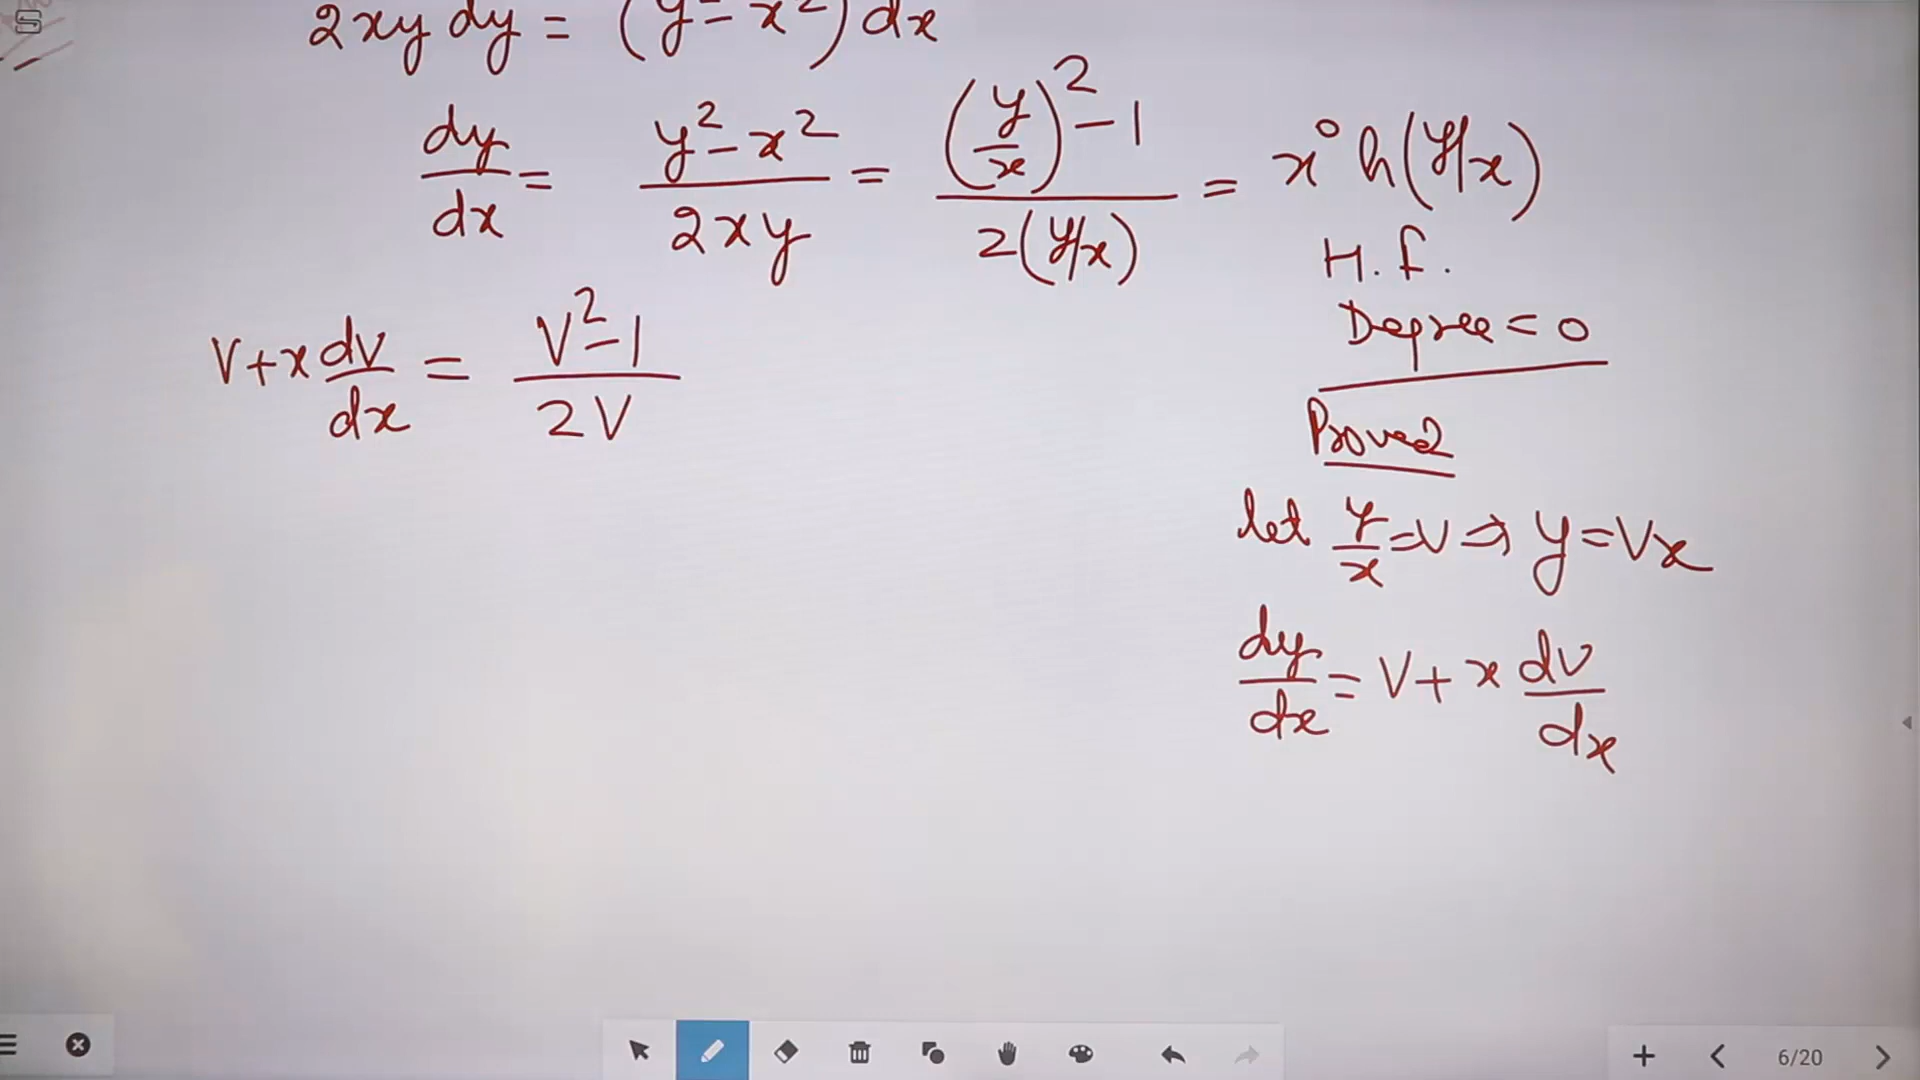 2xy dy = (y² - x²) dx
dy/dx = (y² - x²)/(2xy) = ((y/x)² - 1)/(2(y/x)) = x⁰ h(y/x)
H. f.
Degree = 0
V + x dv/dx = (V² - 1)/(2V)
Proved
let y/x = V ⇒ y = Vx
dy/dx = V + x dv/dx
6/20